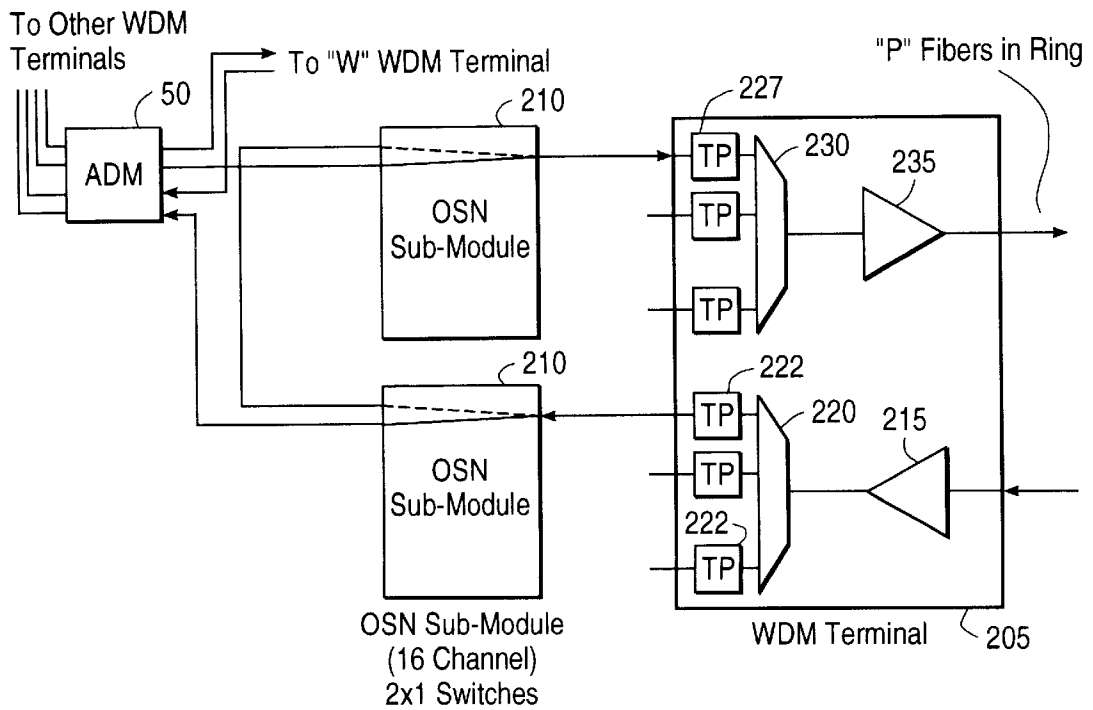 To Other WDM
Terminals
To "W" WDM Terminal
"P" Fibers in Ring
50
210
227
ADM
TP
230
235
OSN
Sub-Module
TP
TP
210
222
TP
220
215
OSN
Sub-Module
TP
222
TP
OSN Sub-Module
(16 Channel)
2x1 Switches
WDM Terminal
205